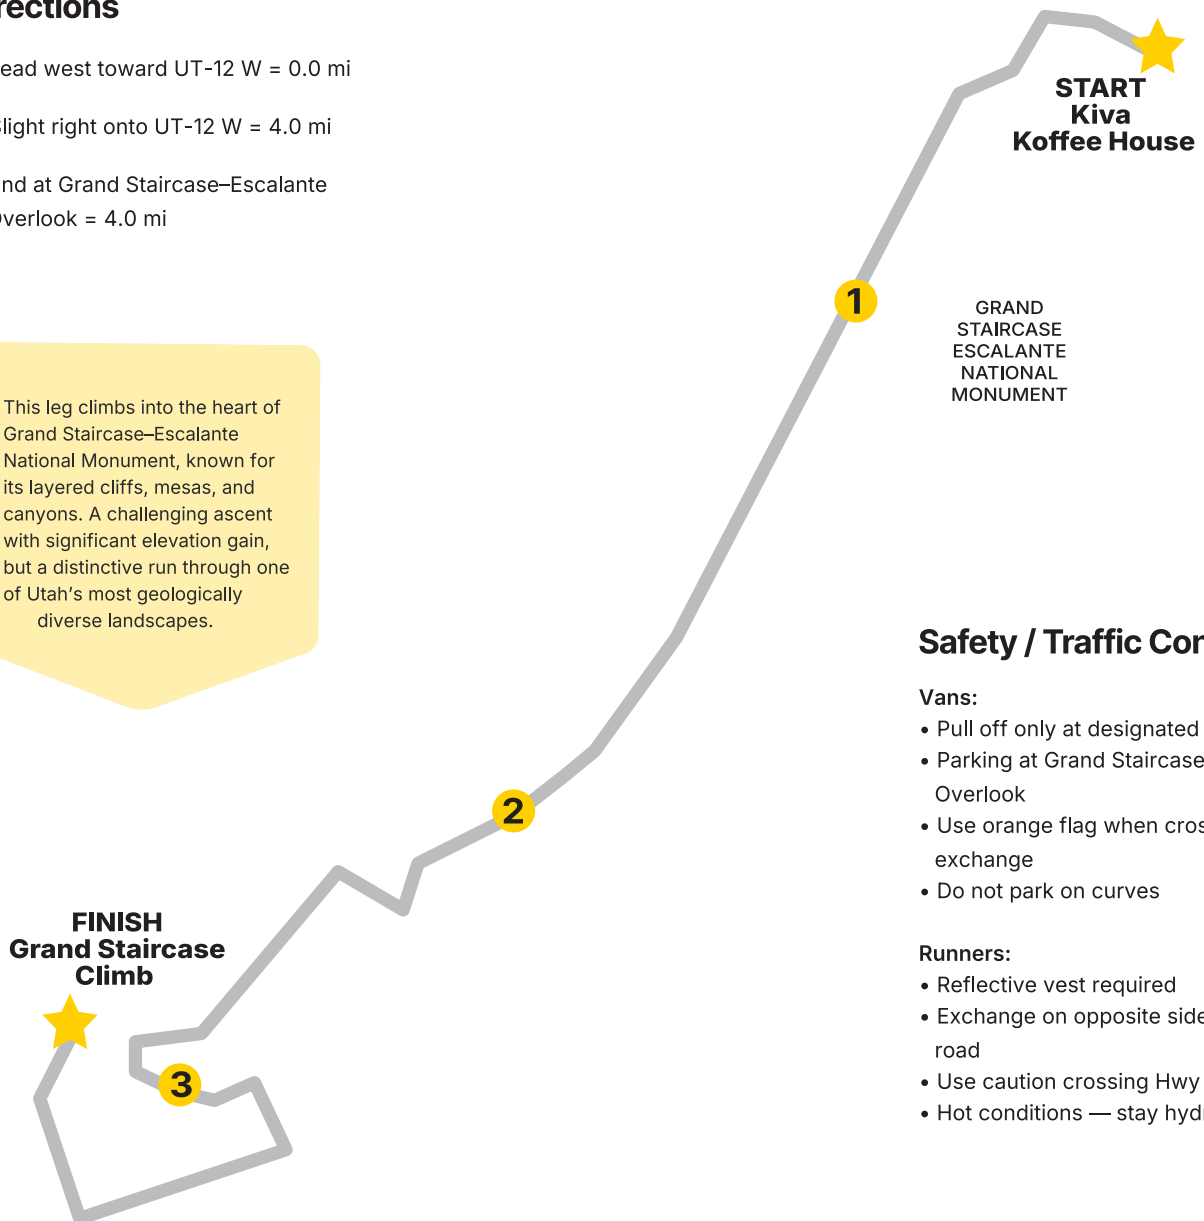 rections
ead west toward UT-12 W = 0.0 mi
light right onto UT-12 W = 4.0 mi
nd at Grand Staircase–Escalante
verlook = 4.0 mi
START
Kiva
Koffee House
1
GRAND
STAIRCASE
ESCALANTE
NATIONAL
MONUMENT
This leg climbs into the heart of
Grand Staircase–Escalante
National Monument, known for
its layered cliffs, mesas, and
canyons. A challenging ascent
with significant elevation gain,
but a distinctive run through one
of Utah’s most geologically
diverse landscapes.
2
FINISH
Grand Staircase
Climb
3
Safety / Traffic Con
Vans:
• Pull off only at designated
• Parking at Grand Staircase
Overlook
• Use orange flag when cros
exchange
• Do not park on curves
Runners:
• Reflective vest required
• Exchange on opposite side
road
• Use caution crossing Hwy
• Hot conditions — stay hyd